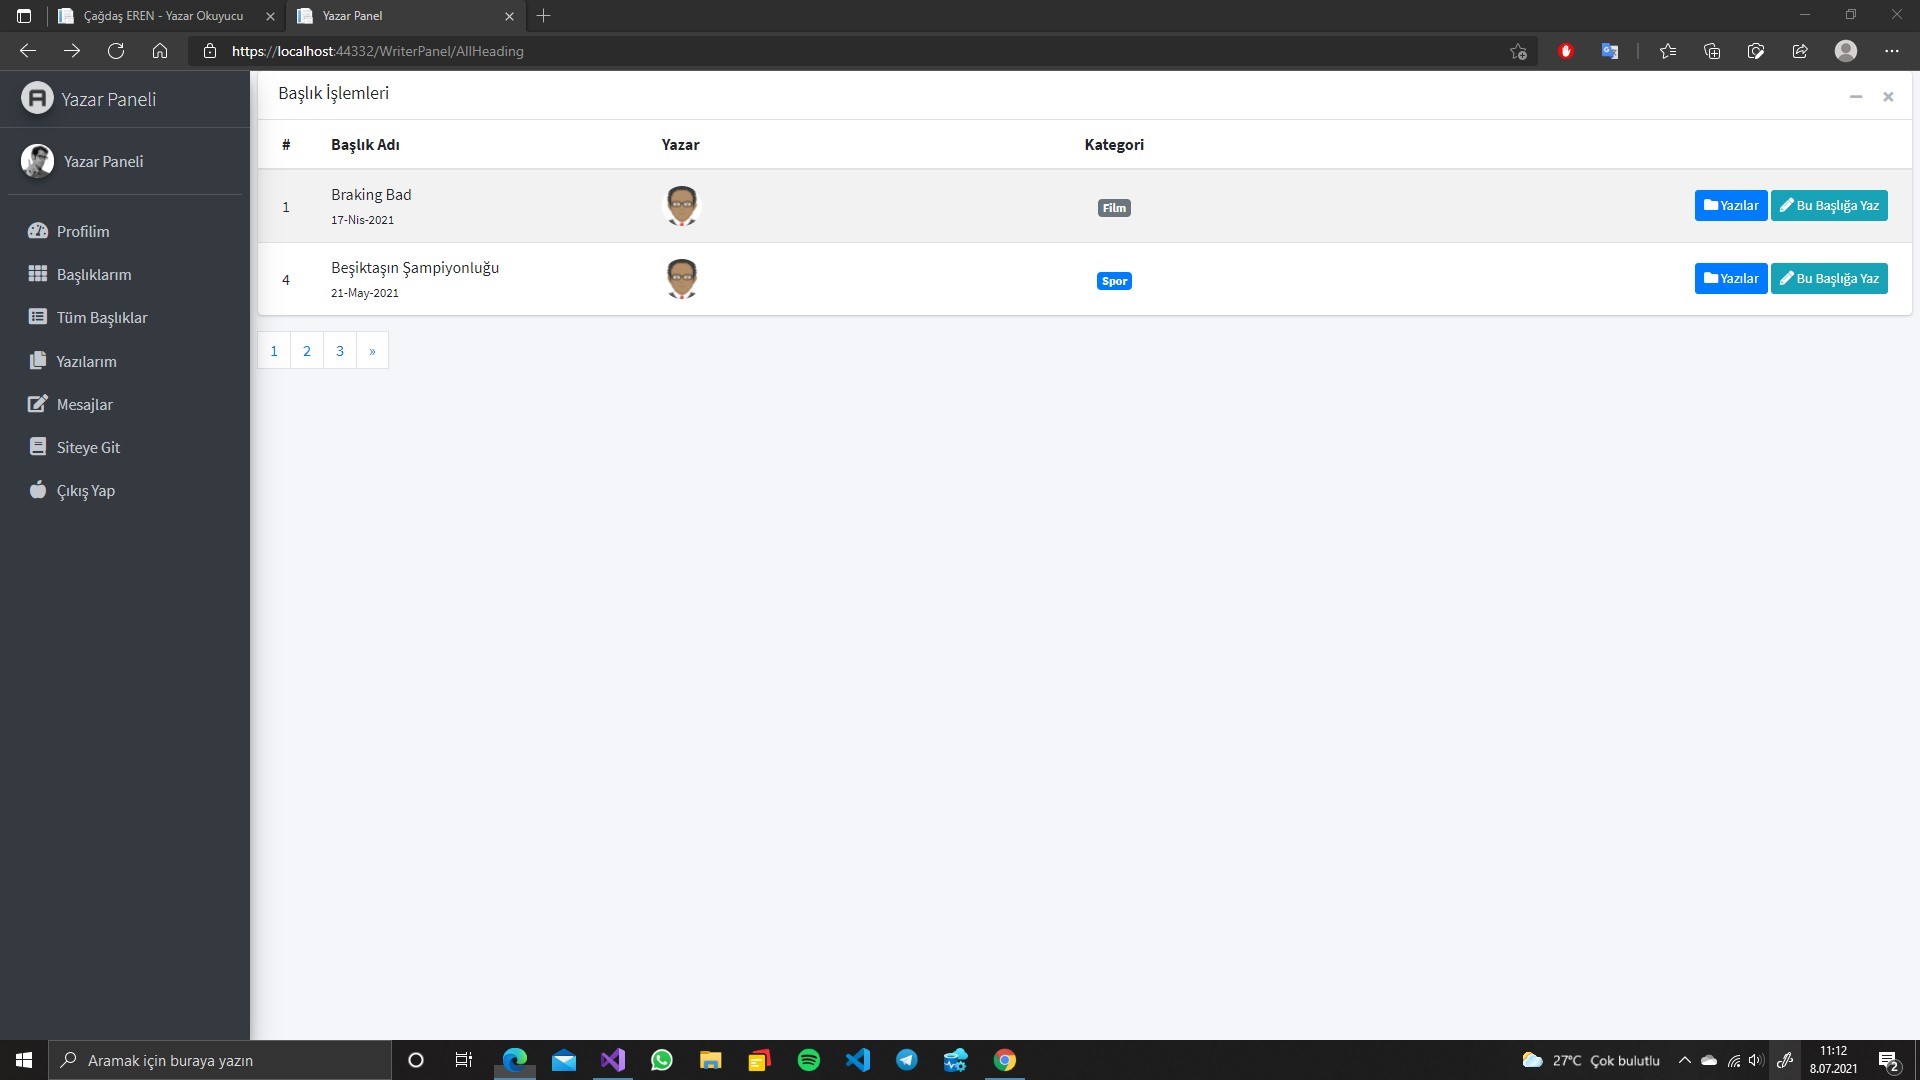 Çağdaş EREN - Yazar Okuyucu
Yazar Panel
https://localhost:44332/WriterPanel/AllHeading
Yazar Paneli
Yazar Paneli
Profilim
Başlıklarım
Tüm Başlıklar
Yazılarım
Mesajlar
Siteye Git
Çıkış Yap
Başlık İşlemleri
# Başlık Adı Yazar Kategori
1 Braking Bad Film Yazılar Bu Başlığa Yaz
17-Nis-2021
4 Beşiktaşın Şampiyonluğu Spor Yazılar Bu Başlığa Yaz
21-May-2021
1 2 3 »
Aramak için buraya yazın
27°C Çok bulutlu
11:12
8.07.2021
2